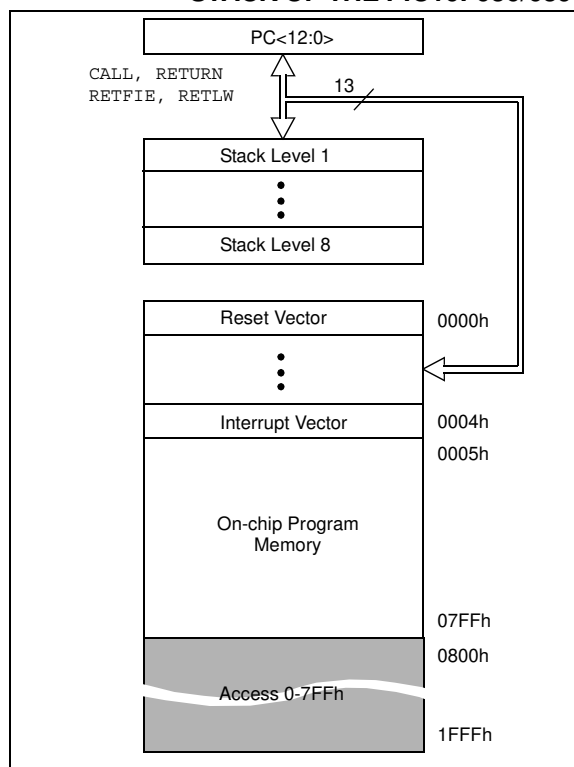 PC<12:0>
CALL, RETURN
RETFIE, RETLW
13
Stack Level 1
Stack Level 8
Reset Vector
0000h
Interrupt Vector
0004h
0005h
On-chip Program
Memory
07FFh
0800h
Access 0-7FFh
1FFFh